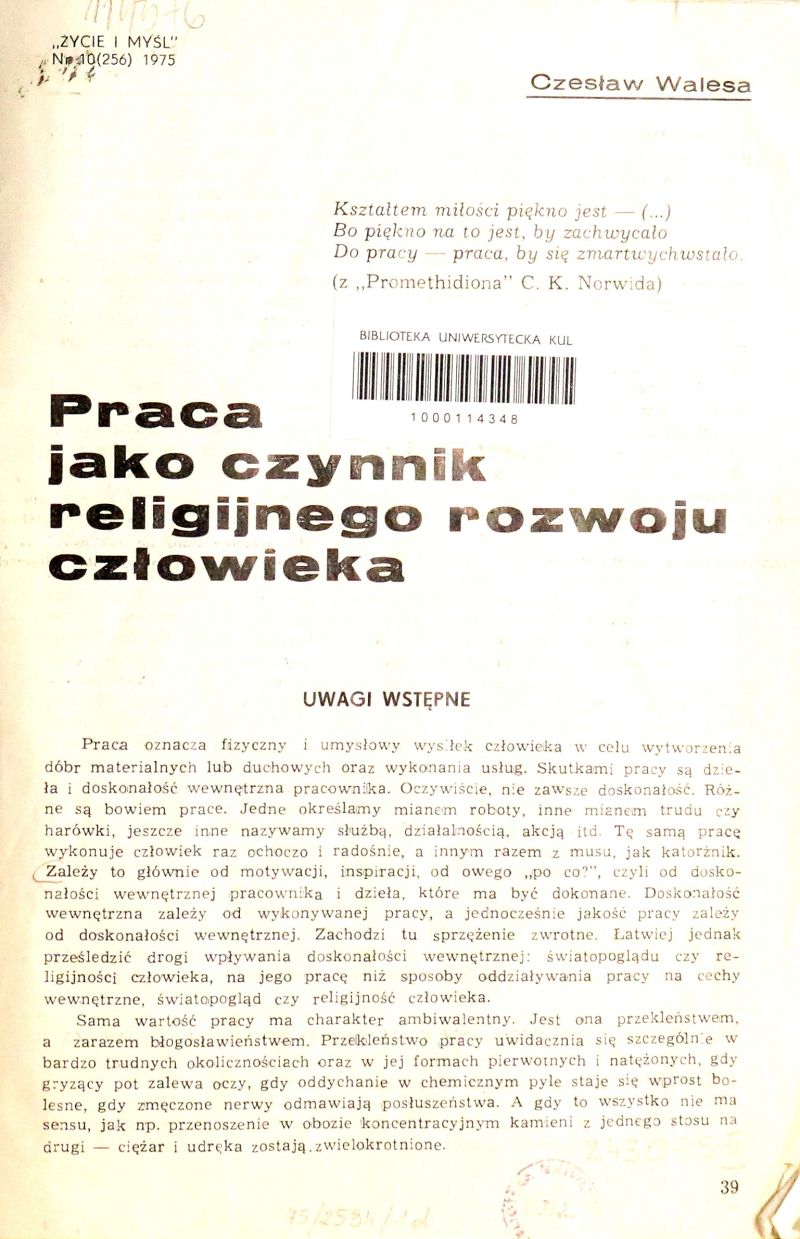 „ŻYCIE I MYŚL"
Nr 10(256) 1975
Czesław Walesa
Kształtem miłości piękno jest — (...)
Bo piękno na to jest, by zachwycało
Do pracy — praca, by się zmartwychwstało.
(z „Promethidiona" C. K. Norwida)
BIBLIOTEKA UNIWERSYTECKA KUL
1000114348
Praca
jako czynnik
religijnego rozwoju
człowieka
UWAGI WSTĘPNE
Praca oznacza fizyczny i umysłowy wysiłek człowieka w celu wytworzenia
dóbr materialnych lub duchowych oraz wykonania usług. Skutkami pracy są dzie-
ła i doskonałość wewnętrzna pracownika. Oczywiście, nie zawsze doskonałość. Róż-
ne są bowiem prace. Jedne określamy mianem roboty, inne mianem trudu czy
harówki, jeszcze inne nazywamy służbą, działalnością, akcją itd. Tę samą pracę
wykonuje człowiek raz ochoczo i radośnie, a innym razem z musu, jak katorżnik.
Zależy to głównie od motywacji, inspiracji, od owego „po co?", czyli od dosko-
nałości wewnętrznej pracownika i dzieła, które ma być dokonane. Doskonałość
wewnętrzna zależy od wykonywanej pracy, a jednocześnie jakość pracy zależy
od doskonałości wewnętrznej. Zachodzi tu sprzężenie zwrotne. Łatwiej jednak
prześledzić drogi wpływania doskonałości wewnętrznej: światopoglądu czy re-
ligijności człowieka, na jego pracę niż sposoby oddziaływania pracy na cechy
wewnętrzne, światopogląd czy religijność człowieka.
Sama wartość pracy ma charakter ambiwalentny. Jest ona przekleństwem,
a zarazem błogosławieństwem. Przekleństwo pracy uwidacznia się szczególnie w
bardzo trudnych okolicznościach oraz w jej formach pierwotnych i natężonych, gdy
gryzący pot zalewa oczy, gdy oddychanie w chemicznym pyle staje się wprost bo-
lesne, gdy zmęczone nerwy odmawiają posłuszeństwa. A gdy to wszystko nie ma
sensu, jak np. przenoszenie w obozie koncentracyjnym kamieni z jednego stosu na
drugi — ciężar i udręka zostają zwielokrotnione.
39